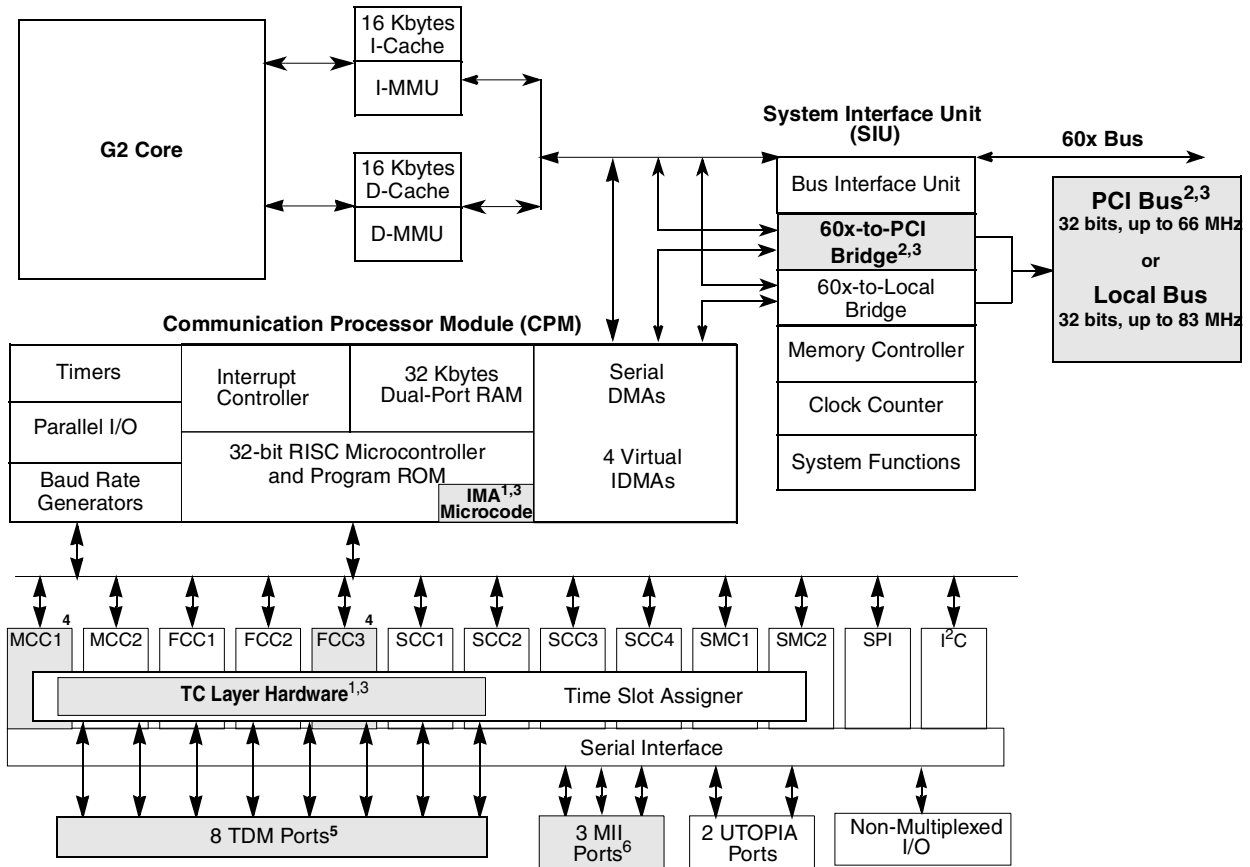 G2 Core
16 Kbytes
I-Cache
I-MMU
16 Kbytes
D-Cache
D-MMU
System Interface Unit
(SIU)
60x Bus
Bus Interface Unit
60x-to-PCI
Bridge2,3
60x-to-Local
Bridge
Memory Controller
Clock Counter
System Functions
PCI Bus2,3
32 bits, up to 66 MHz
or
Local Bus
32 bits, up to 83 MHz
Communication Processor Module (CPM)
Timers
Parallel I/O
Baud Rate
Generators
Interrupt
Controller
32 Kbytes
Dual-Port RAM
32-bit RISC Microcontroller
and Program ROM
IMA1,3
Microcode
Serial
DMAs
4 Virtual
IDMAs
MCC1 4
MCC2
FCC1
FCC2
FCC3 4
SCC1
SCC2
SCC3
SCC4
SMC1
SMC2
SPI
I2C
TC Layer Hardware1,3
Time Slot Assigner
Serial Interface
8 TDM Ports5
3 MII
Ports6
2 UTOPIA
Ports
Non-Multiplexed
I/O